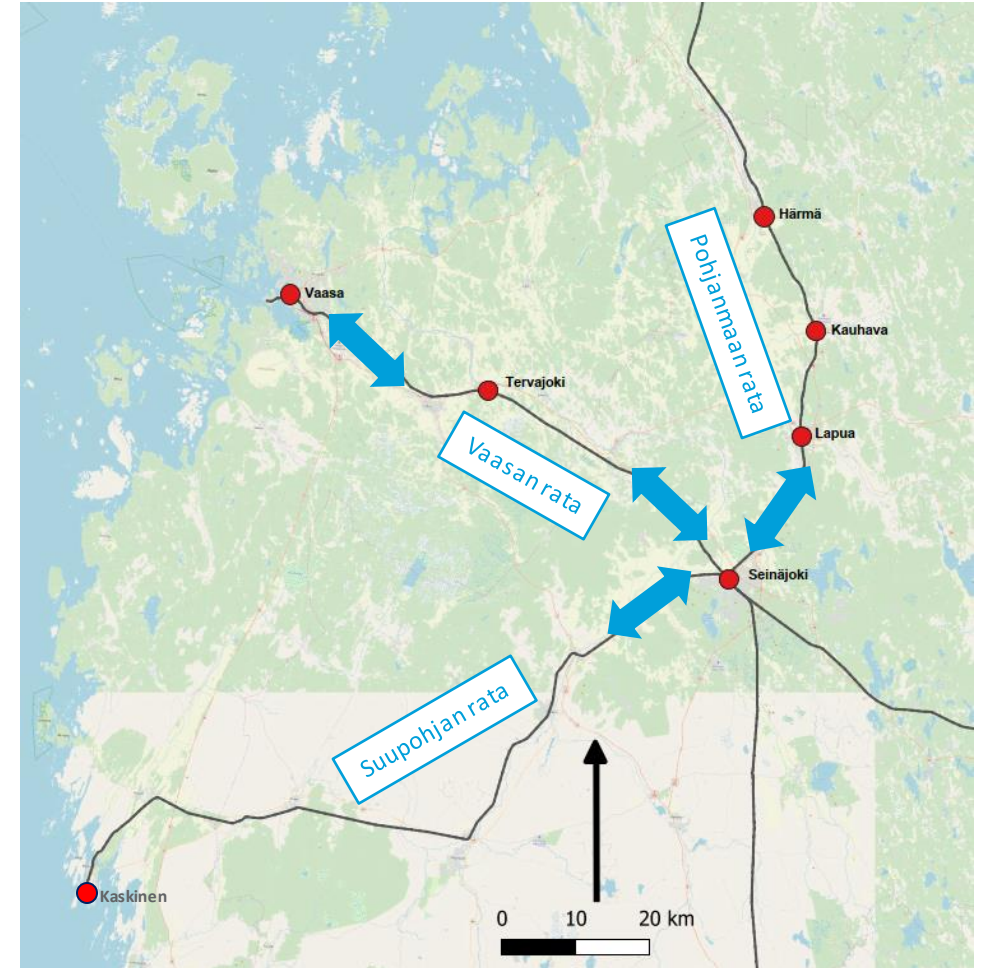 Härmä
Pohjanmaan rata
Vaasa
Kauhava
Tervajoki
Lapua
Vaasan rata
Seinäjoki
Suupohjan rata
Kaskinen
0 10 20 km